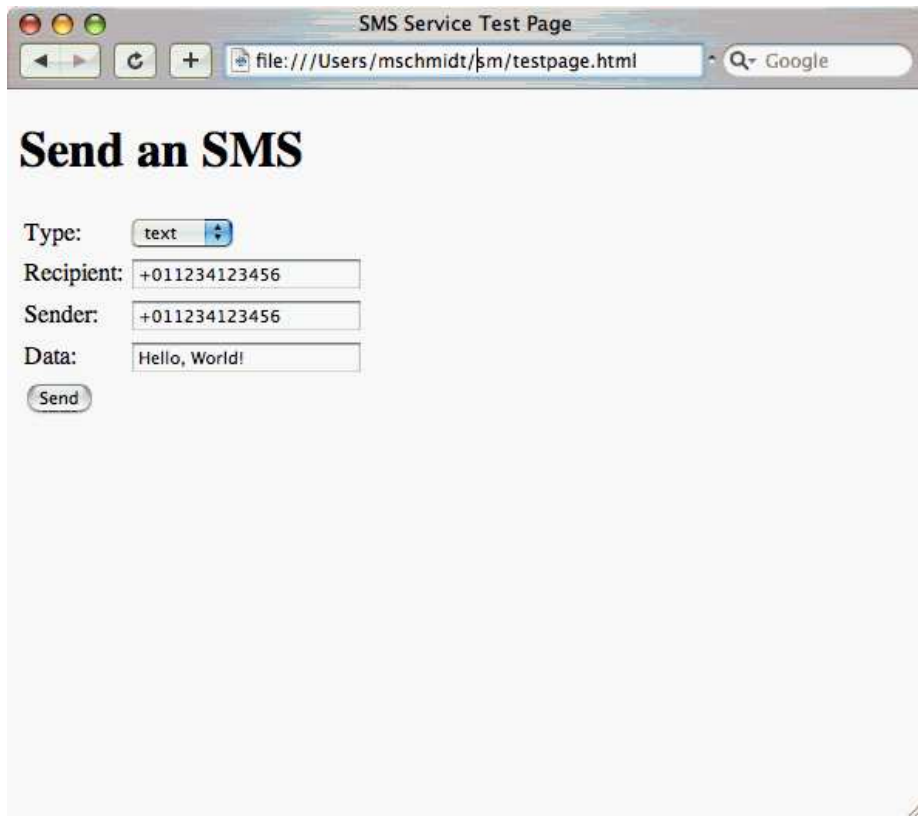 SMS Service Test Page
file:///Users/mschmidt/sm/testpage.html
Google
Send an SMS
Type: text
Recipient: +011234123456
Sender: +011234123456
Data: Hello, World!
Send